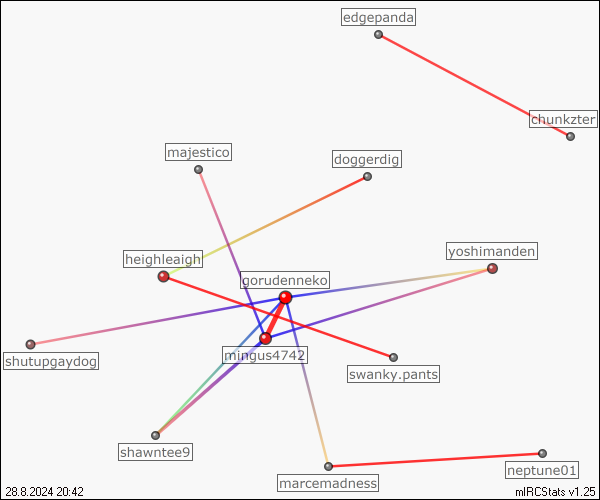 edgepanda
chunkzter
majestico
doggerdig
yoshimanden
heighleaigh
gorudenneko
mingus4742
shutupgaydog
swanky.pants
shawntee9
neptune01
marcemadness
28.8.2024 20:42
mIRCStats v1.25